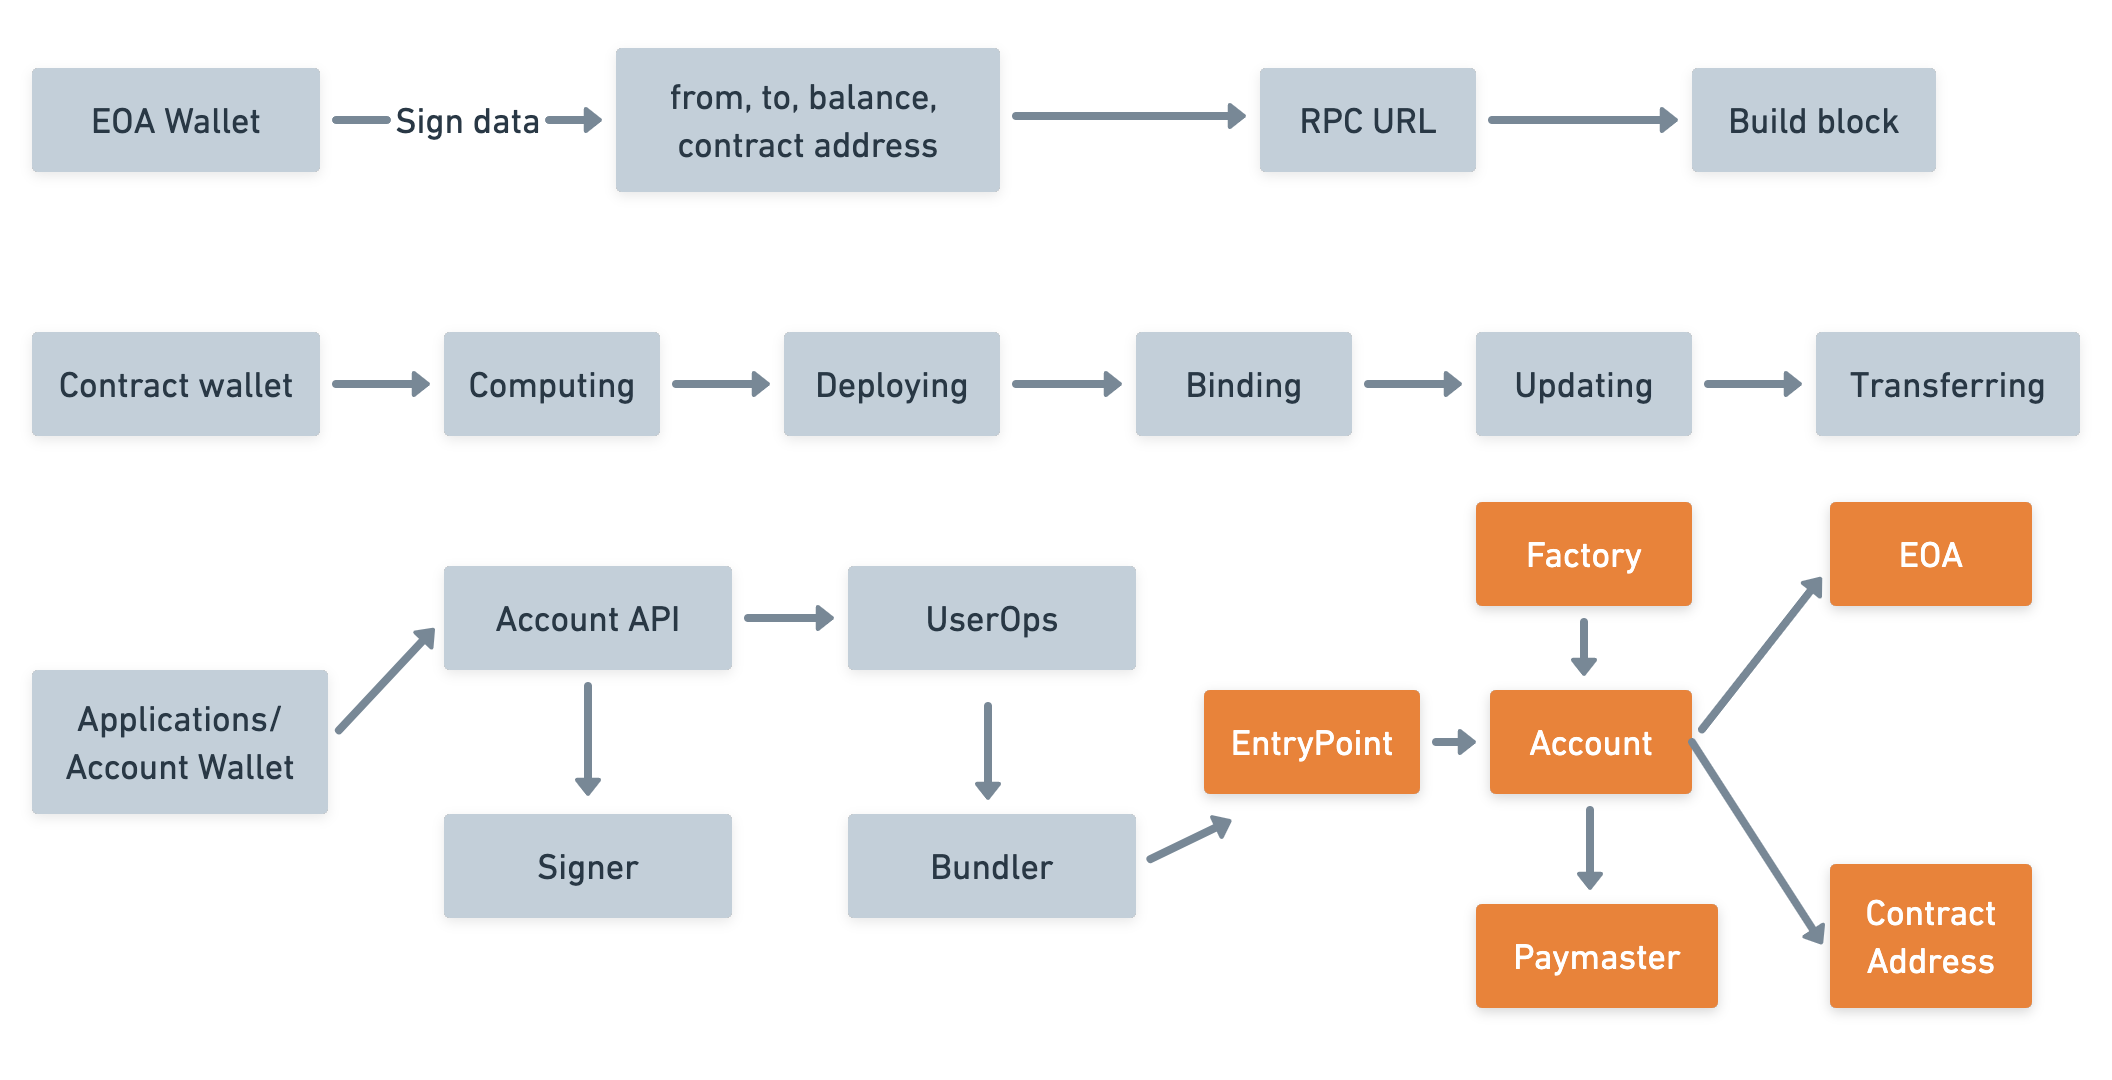 EOA Wallet
Sign data
from, to, balance,
contract address
RPC URL
Build block
Contract wallet
Computing
Deploying
Binding
Updating
Transferring
Factory
EOA
Account API
UserOps
Applications/
Account Wallet
EntryPoint
Account
Signer
Bundler
Contract
Address
Paymaster